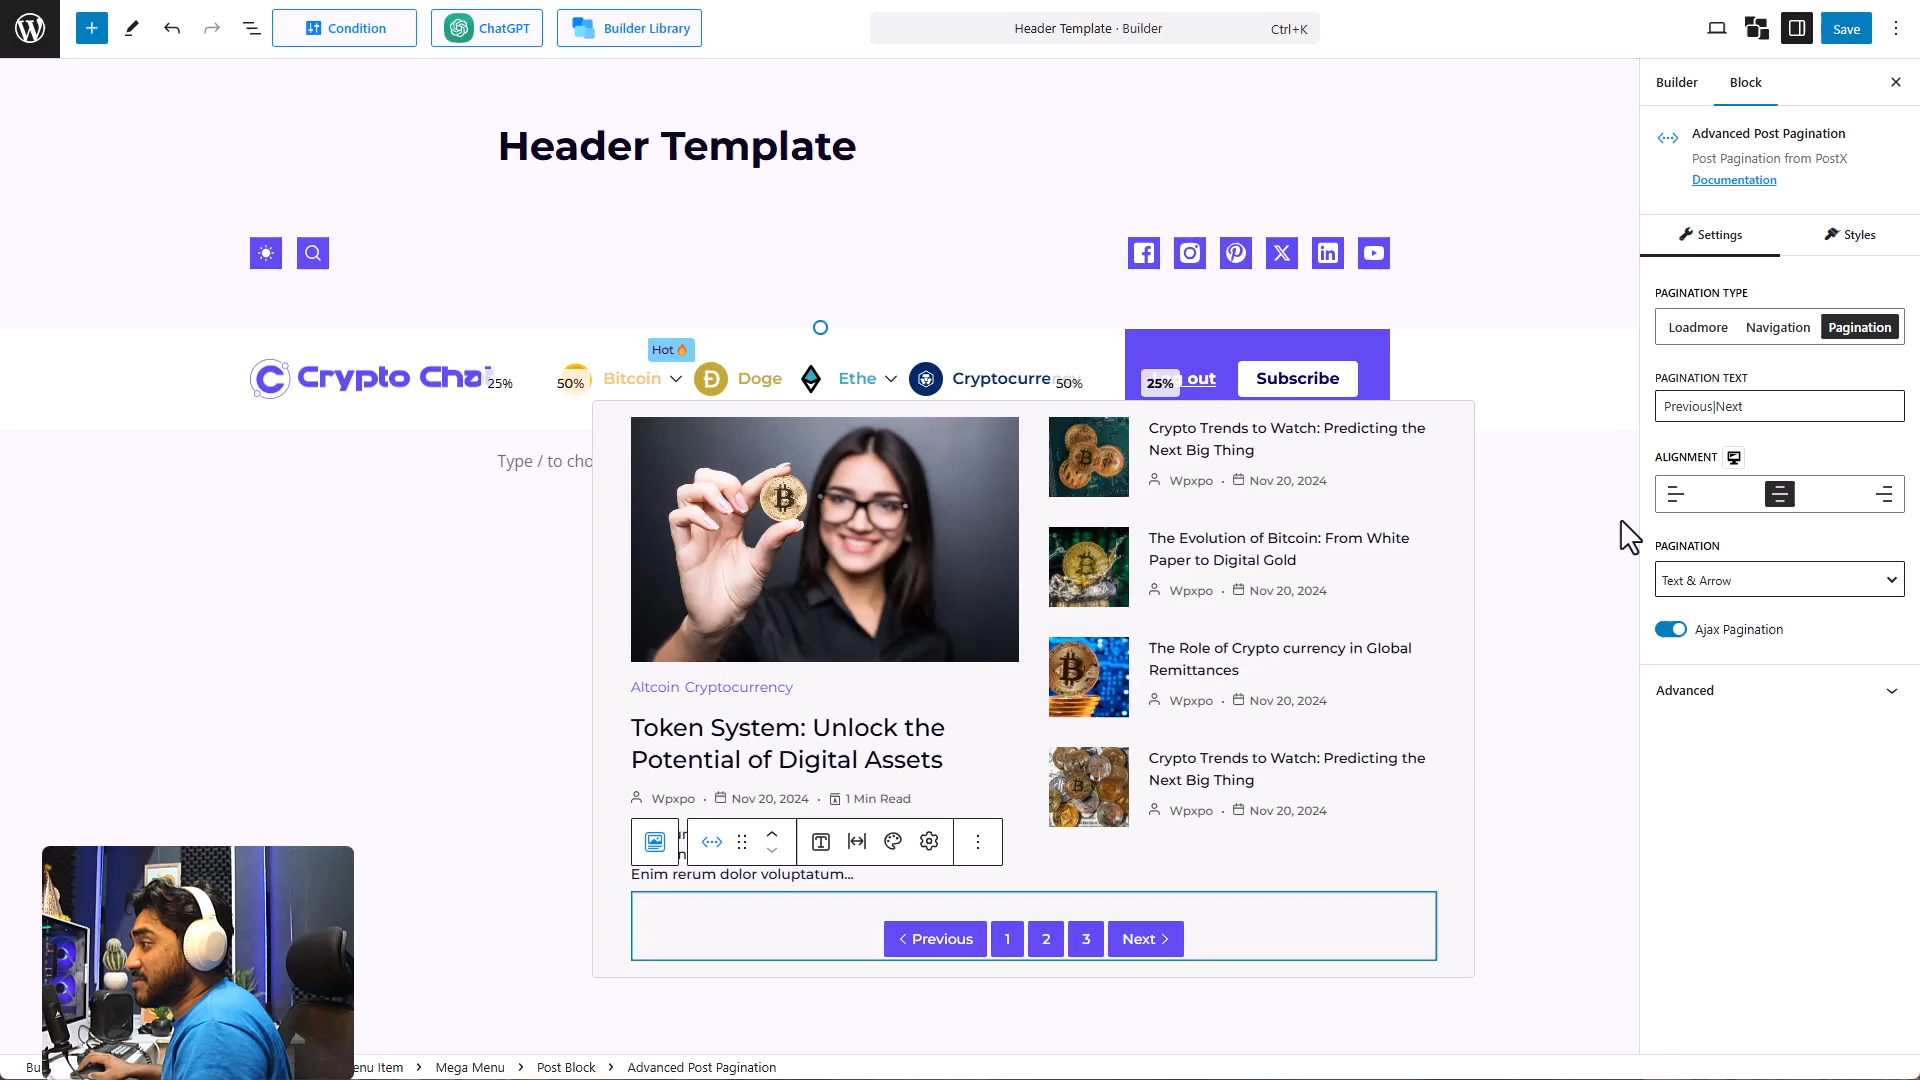 Condition
ChatGPT
Builder Library
Header Template · Builder
Ctrl+K
Save
Header Template
Hot
Crypto Cha
25%
50%
Bitcoin
Doge
Ethe
Cryptocurre
50%
25%
out
Subscribe
Type / to cho
Crypto Trends to Watch: Predicting the
Next Big Thing
Wpxpo • Nov 20, 2024
The Evolution of Bitcoin: From White
Paper to Digital Gold
Wpxpo • Nov 20, 2024
The Role of Crypto currency in Global
Remittances
Wpxpo • Nov 20, 2024
Crypto Trends to Watch: Predicting the
Next Big Thing
Wpxpo • Nov 20, 2024
Altcoin Cryptocurrency
Token System: Unlock the
Potential of Digital Assets
Wpxpo • Nov 20, 2024 • 1 Min Read
Enim rerum dolor voluptatum...
Previous
1
2
3
Next
Builder
Block
Advanced Post Pagination
Post Pagination from PostX
Documentation
Settings
Styles
PAGINATION TYPE
Loadmore
Navigation
Pagination
PAGINATION TEXT
Previous|Next
ALIGNMENT
PAGINATION
Text & Arrow
Ajax Pagination
Advanced
Bu
enu Item
Mega Menu
Post Block
Advanced Post Pagination